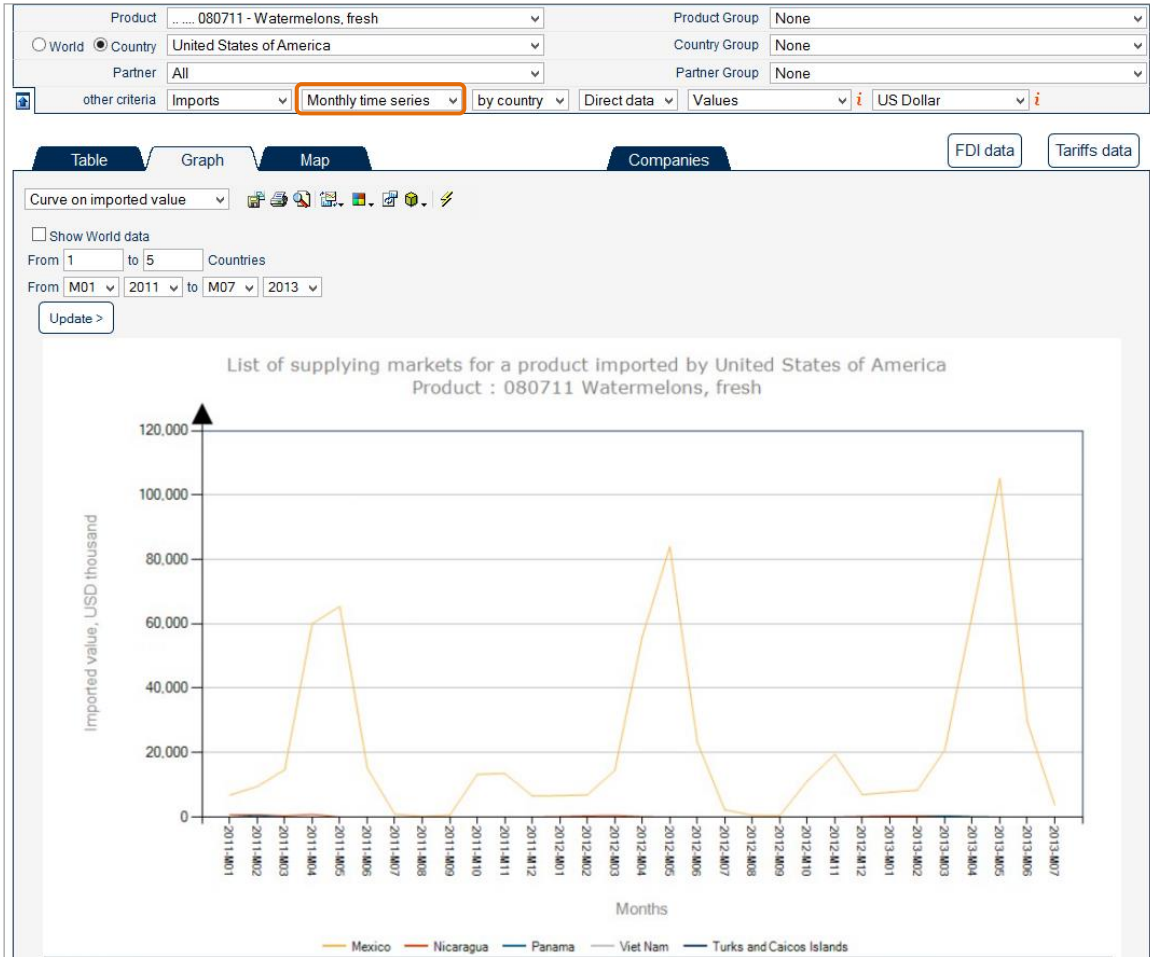 Product .. .... 080711 - Watermelons, fresh Product Group None
World Country United States of America Country Group None
Partner All Partner Group None
other criteria Imports Monthly time series by country Direct data Values i US Dollar i
Table Graph Map Companies FDI data Tariffs data
Curve on imported value
Show World data
From 1 to 5 Countries
From M01 2011 to M07 2013
Update >
List of supplying markets for a product imported by United States of America
Product : 080711 Watermelons, fresh
120,000
100,000
80,000
60,000
40,000
20,000
0
Imported value, USD thousand
2011-M01 2011-M02 2011-M03 2011-M04 2011-M05 2011-M06 2011-M07 2011-M08 2011-M09 2011-M10 2011-M11 2011-M12 2012-M01 2012-M02 2012-M03 2012-M04 2012-M05 2012-M06 2012-M07 2012-M08 2012-M09 2012-M10 2012-M11 2012-M12 2013-M01 2013-M02 2013-M03 2013-M04 2013-M05 2013-M06 2013-M07
Months
Mexico Nicaragua Panama Viet Nam Turks and Caicos Islands